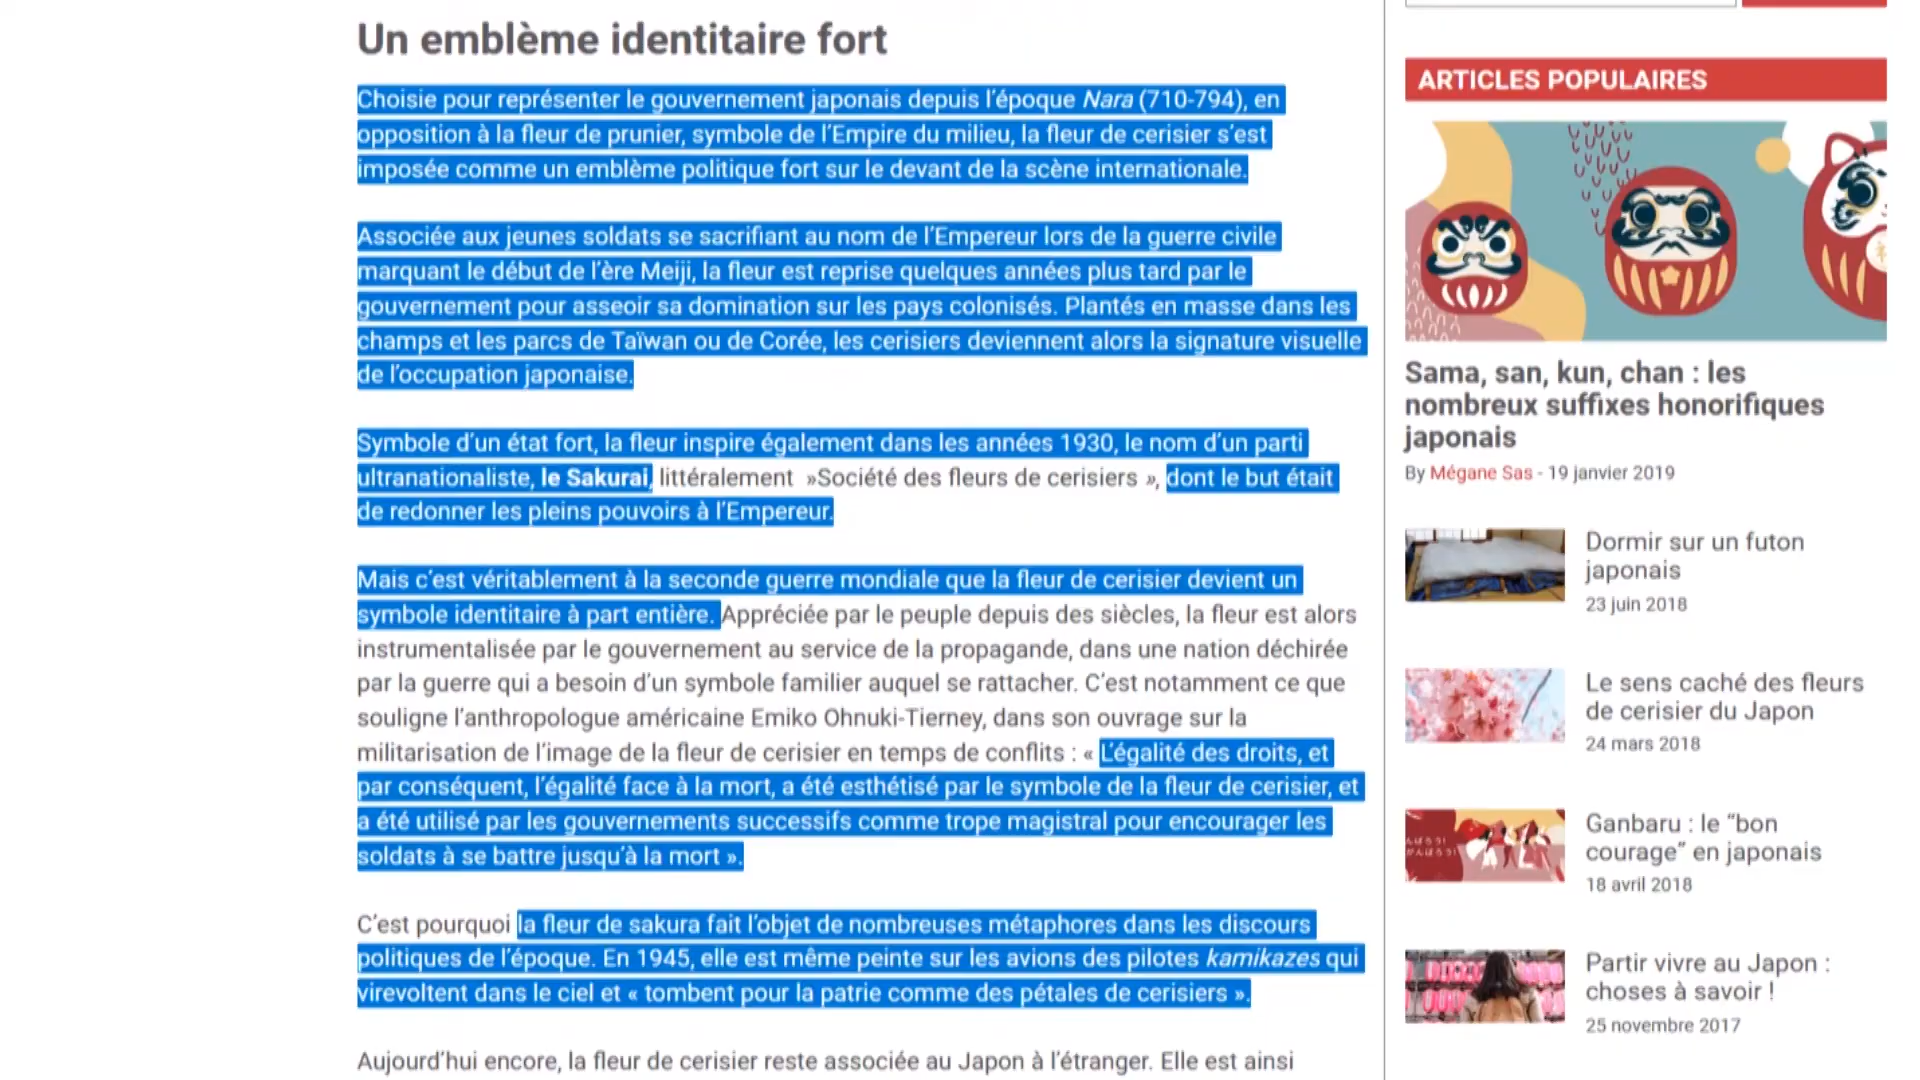 Un emblème identitaire fort
Choisie pour représenter le gouvernement japonais depuis l’époque Nara (710-794), en
opposition à la fleur de prunier, symbole de l’Empire du milieu, la fleur de cerisier s’est
imposée comme un emblème politique fort sur le devant de la scène internationale.
Associée aux jeunes soldats se sacrifiant au nom de l’Empereur lors de la guerre civile
marquant le début de l’ère Meiji, la fleur est reprise quelques années plus tard par le
gouvernement pour asseoir sa domination sur les pays colonisés. Plantés en masse dans les
champs et les parcs de Taïwan ou de Corée, les cerisiers deviennent alors la signature visuelle
de l’occupation japonaise.
Symbole d’un état fort, la fleur inspire également dans les années 1930, le nom d’un parti
ultranationaliste, le Sakurai, littéralement »Société des fleurs de cerisiers », dont le but était
de redonner les pleins pouvoirs à l’Empereur.
Mais c’est véritablement à la seconde guerre mondiale que la fleur de cerisier devient un
symbole identitaire à part entière. Appréciée par le peuple depuis des siècles, la fleur est alors
instrumentalisée par le gouvernement au service de la propagande, dans une nation déchirée
par la guerre qui a besoin d’un symbole familier auquel se rattacher. C’est notamment ce que
souligne l’anthropologue américaine Emiko Ohnuki-Tierney, dans son ouvrage sur la
militarisation de l’image de la fleur de cerisier en temps de conflits : « L’égalité des droits, et
par conséquent, l’égalité face à la mort, a été esthétisé par le symbole de la fleur de cerisier, et
a été utilisé par les gouvernements successifs comme trope magistral pour encourager les
soldats à se battre jusqu’à la mort ».
C’est pourquoi la fleur de sakura fait l’objet de nombreuses métaphores dans les discours
politiques de l’époque. En 1945, elle est même peinte sur les avions des pilotes kamikazes qui
virevoltent dans le ciel et « tombent pour la patrie comme des pétales de cerisiers ».
Aujourd’hui encore, la fleur de cerisier reste associée au Japon à l’étranger. Elle est ainsi
ARTICLES POPULAIRES
Sama, san, kun, chan : les
nombreux suffixes honorifiques
japonais
By Mégane Sas - 19 janvier 2019
Dormir sur un futon
japonais
23 juin 2018
Le sens caché des fleurs
de cerisier du Japon
24 mars 2018
Ganbaru : le “bon
courage” en japonais
18 avril 2018
Partir vivre au Japon :
choses à savoir !
25 novembre 2017